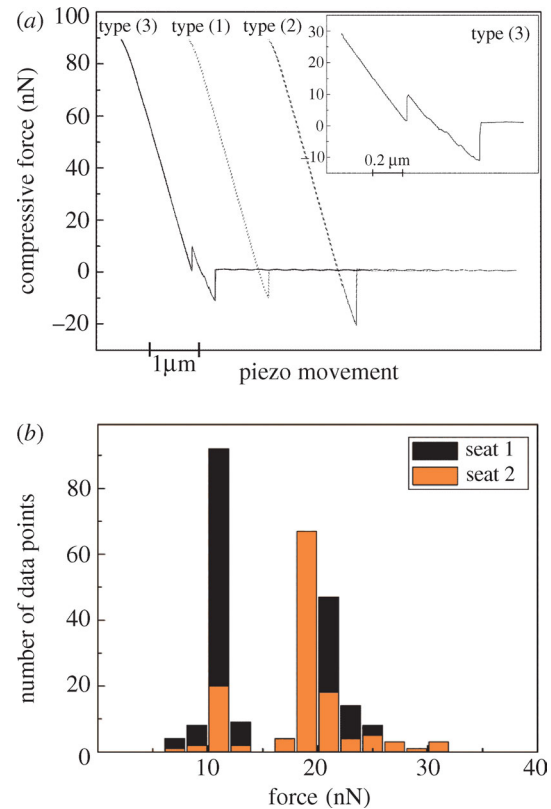 (a)
100
80
60
40
20
0
−20
compressive force (nN)
type (3) type (1) type (2)
type (3)
30
20
10
0
−10
0.2 µm
1µm
piezo movement
(b)
seat 1
seat 2
80
60
40
20
0
number of data points
10 20 30 40
force (nN)